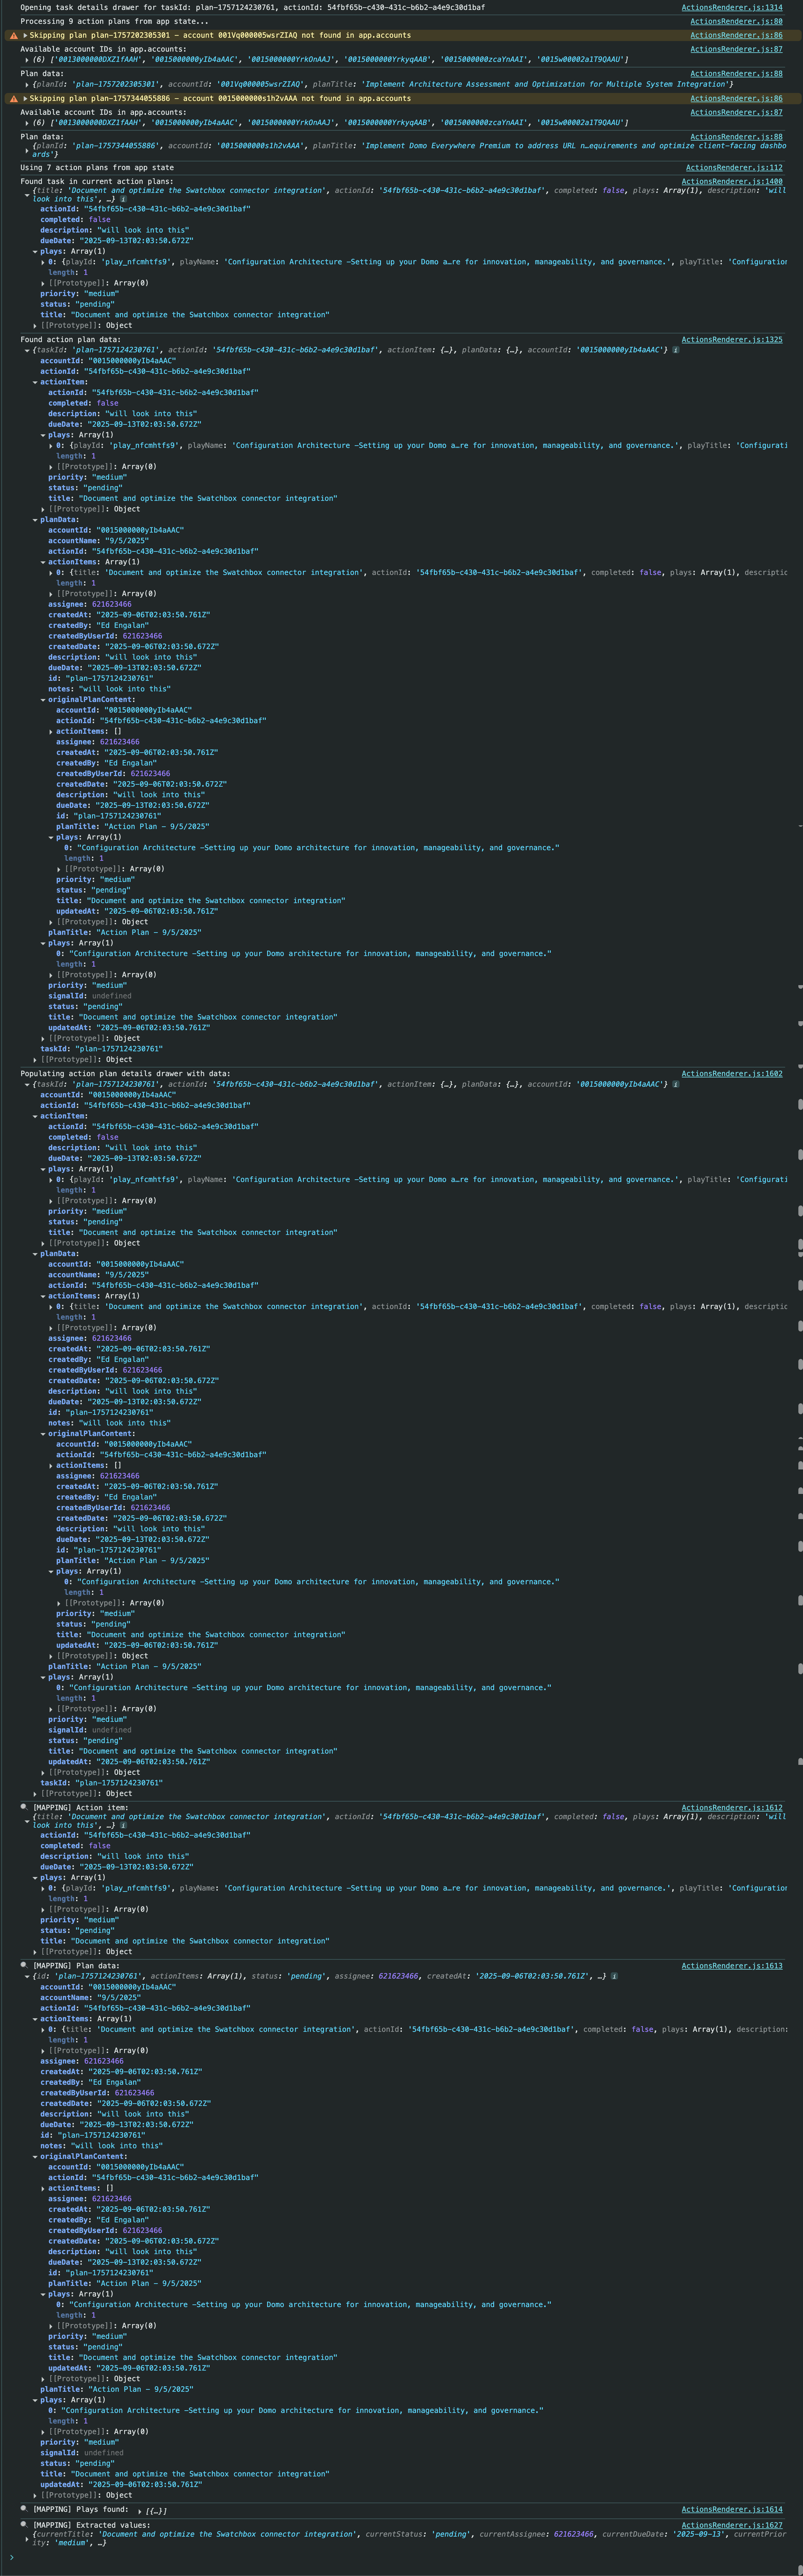 Opening task details drawer for taskId: plan-1757124230761, actionId: 54fbf65b-c430-431c-b6b2-a4e9c30d1baf ActionsRenderer.js:1314
Processing 9 action plans from app state... ActionsRenderer.js:80
Skipping plan plan-1757202305301 – account 001Vq000005wsrZIAQ not found in app.accounts ActionsRenderer.js:86
Available account IDs in app.accounts: ActionsRenderer.js:87
(6) ['0013000000DXZ1fAAH', '0015000000yIb4aAAC', '0015000000YrkOnAAJ', '0015000000YrkyqAAB', '0015000000zcaYnAAI', '0015w00002a1T9QAAU']
Plan data: ActionsRenderer.js:88
{planId: 'plan-1757202305301', accountId: '001Vq000005wsrZIAQ', planTitle: 'Implement Architecture Assessment and Optimization for Multiple System Integration'}
Skipping plan plan-1757344055886 – account 0015000000s1h2vAAA not found in app.accounts ActionsRenderer.js:86
Available account IDs in app.accounts: ActionsRenderer.js:87
(6) ['0013000000DXZ1fAAH', '0015000000yIb4aAAC', '0015000000YrkOnAAJ', '0015000000YrkyqAAB', '0015000000zcaYnAAI', '0015w00002a1T9QAAU']
Plan data: ActionsRenderer.js:88
{planId: 'plan-1757344055886', accountId: '0015000000s1h2vAAA', planTitle: 'Implement Domo Everywhere Premium to address URL n…equirements and optimize client-facing dashbo
ards'}
Using 7 action plans from app state ActionsRenderer.js:112
Found task in current action plans: ActionsRenderer.js:1400
{title: 'Document and optimize the Swatchbox connector integration', actionId: '54fbf65b-c430-431c-b6b2-a4e9c30d1baf', completed: false, plays: Array(1), description: 'will
look into this', …}
actionId: "54fbf65b-c430-431c-b6b2-a4e9c30d1baf"
completed: false
description: "will look into this"
dueDate: "2025-09-13T02:03:50.672Z"
plays: Array(1)
0: {playId: 'play_nfcmhtfs9', playName: 'Configuration Architecture –Setting up your Domo a…re for innovation, manageability, and governance.', playTitle: 'Configuration
length: 1
[[Prototype]]: Array(0)
priority: "medium"
status: "pending"
title: "Document and optimize the Swatchbox connector integration"
[[Prototype]]: Object
Found action plan data: ActionsRenderer.js:1325
{taskId: 'plan-1757124230761', actionId: '54fbf65b-c430-431c-b6b2-a4e9c30d1baf', actionItem: {…}, planData: {…}, accountId: '0015000000yIb4aAAC'}
accountId: "0015000000yIb4aAAC"
actionId: "54fbf65b-c430-431c-b6b2-a4e9c30d1baf"
actionItem:
actionId: "54fbf65b-c430-431c-b6b2-a4e9c30d1baf"
completed: false
description: "will look into this"
dueDate: "2025-09-13T02:03:50.672Z"
plays: Array(1)
0: {playId: 'play_nfcmhtfs9', playName: 'Configuration Architecture –Setting up your Domo a…re for innovation, manageability, and governance.', playTitle: 'Configurati
length: 1
[[Prototype]]: Array(0)
priority: "medium"
status: "pending"
title: "Document and optimize the Swatchbox connector integration"
[[Prototype]]: Object
planData:
accountId: "0015000000yIb4aAAC"
accountName: "9/5/2025"
actionId: "54fbf65b-c430-431c-b6b2-a4e9c30d1baf"
actionItems: Array(1)
0: {title: 'Document and optimize the Swatchbox connector integration', actionId: '54fbf65b-c430-431c-b6b2-a4e9c30d1baf', completed: false, plays: Array(1), descriptio
length: 1
[[Prototype]]: Array(0)
assignee: 621623466
createdAt: "2025-09-06T02:03:50.761Z"
createdBy: "Ed Engalan"
createdByUserId: 621623466
createdDate: "2025-09-06T02:03:50.672Z"
description: "will look into this"
dueDate: "2025-09-13T02:03:50.672Z"
id: "plan-1757124230761"
notes: "will look into this"
originalPlanContent:
accountId: "0015000000yIb4aAAC"
actionId: "54fbf65b-c430-431c-b6b2-a4e9c30d1baf"
actionItems: []
assignee: 621623466
createdAt: "2025-09-06T02:03:50.761Z"
createdBy: "Ed Engalan"
createdByUserId: 621623466
createdDate: "2025-09-06T02:03:50.672Z"
description: "will look into this"
dueDate: "2025-09-13T02:03:50.672Z"
id: "plan-1757124230761"
planTitle: "Action Plan – 9/5/2025"
plays: Array(1)
0: "Configuration Architecture –Setting up your Domo architecture for innovation, manageability, and governance."
length: 1
[[Prototype]]: Array(0)
priority: "medium"
status: "pending"
title: "Document and optimize the Swatchbox connector integration"
updatedAt: "2025-09-06T02:03:50.761Z"
[[Prototype]]: Object
planTitle: "Action Plan – 9/5/2025"
plays: Array(1)
0: "Configuration Architecture –Setting up your Domo architecture for innovation, manageability, and governance."
length: 1
[[Prototype]]: Array(0)
priority: "medium"
signalId: undefined
status: "pending"
title: "Document and optimize the Swatchbox connector integration"
updatedAt: "2025-09-06T02:03:50.761Z"
[[Prototype]]: Object
taskId: "plan-1757124230761"
[[Prototype]]: Object
Populating action plan details drawer with data: ActionsRenderer.js:1602
{taskId: 'plan-1757124230761', actionId: '54fbf65b-c430-431c-b6b2-a4e9c30d1baf', actionItem: {…}, planData: {…}, accountId: '0015000000yIb4aAAC'}
accountId: "0015000000yIb4aAAC"
actionId: "54fbf65b-c430-431c-b6b2-a4e9c30d1baf"
actionItem:
actionId: "54fbf65b-c430-431c-b6b2-a4e9c30d1baf"
completed: false
description: "will look into this"
dueDate: "2025-09-13T02:03:50.672Z"
plays: Array(1)
0: {playId: 'play_nfcmhtfs9', playName: 'Configuration Architecture –Setting up your Domo a…re for innovation, manageability, and governance.', playTitle: 'Configurati
length: 1
[[Prototype]]: Array(0)
priority: "medium"
status: "pending"
title: "Document and optimize the Swatchbox connector integration"
[[Prototype]]: Object
planData:
accountId: "0015000000yIb4aAAC"
accountName: "9/5/2025"
actionId: "54fbf65b-c430-431c-b6b2-a4e9c30d1baf"
actionItems: Array(1)
0: {title: 'Document and optimize the Swatchbox connector integration', actionId: '54fbf65b-c430-431c-b6b2-a4e9c30d1baf', completed: false, plays: Array(1), descriptio
length: 1
[[Prototype]]: Array(0)
assignee: 621623466
createdAt: "2025-09-06T02:03:50.761Z"
createdBy: "Ed Engalan"
createdByUserId: 621623466
createdDate: "2025-09-06T02:03:50.672Z"
description: "will look into this"
dueDate: "2025-09-13T02:03:50.672Z"
id: "plan-1757124230761"
notes: "will look into this"
originalPlanContent:
accountId: "0015000000yIb4aAAC"
actionId: "54fbf65b-c430-431c-b6b2-a4e9c30d1baf"
actionItems: []
assignee: 621623466
createdAt: "2025-09-06T02:03:50.761Z"
createdBy: "Ed Engalan"
createdByUserId: 621623466
createdDate: "2025-09-06T02:03:50.672Z"
description: "will look into this"
dueDate: "2025-09-13T02:03:50.672Z"
id: "plan-1757124230761"
planTitle: "Action Plan – 9/5/2025"
plays: Array(1)
0: "Configuration Architecture –Setting up your Domo architecture for innovation, manageability, and governance."
length: 1
[[Prototype]]: Array(0)
priority: "medium"
status: "pending"
title: "Document and optimize the Swatchbox connector integration"
updatedAt: "2025-09-06T02:03:50.761Z"
[[Prototype]]: Object
planTitle: "Action Plan – 9/5/2025"
plays: Array(1)
0: "Configuration Architecture –Setting up your Domo architecture for innovation, manageability, and governance."
length: 1
[[Prototype]]: Array(0)
priority: "medium"
signalId: undefined
status: "pending"
title: "Document and optimize the Swatchbox connector integration"
updatedAt: "2025-09-06T02:03:50.761Z"
[[Prototype]]: Object
taskId: "plan-1757124230761"
[[Prototype]]: Object
[MAPPING] Action item: ActionsRenderer.js:1612
{title: 'Document and optimize the Swatchbox connector integration', actionId: '54fbf65b-c430-431c-b6b2-a4e9c30d1baf', completed: false, plays: Array(1), description: 'will
look into this', …}
actionId: "54fbf65b-c430-431c-b6b2-a4e9c30d1baf"
completed: false
description: "will look into this"
dueDate: "2025-09-13T02:03:50.672Z"
plays: Array(1)
0: {playId: 'play_nfcmhtfs9', playName: 'Configuration Architecture –Setting up your Domo a…re for innovation, manageability, and governance.', playTitle: 'Configuration
length: 1
[[Prototype]]: Array(0)
priority: "medium"
status: "pending"
title: "Document and optimize the Swatchbox connector integration"
[[Prototype]]: Object
[MAPPING] Plan data: ActionsRenderer.js:1613
{id: 'plan-1757124230761', actionItems: Array(1), status: 'pending', assignee: 621623466, createdAt: '2025-09-06T02:03:50.761Z', …}
accountId: "0015000000yIb4aAAC"
accountName: "9/5/2025"
actionId: "54fbf65b-c430-431c-b6b2-a4e9c30d1baf"
actionItems: Array(1)
0: {title: 'Document and optimize the Swatchbox connector integration', actionId: '54fbf65b-c430-431c-b6b2-a4e9c30d1baf', completed: false, plays: Array(1), description:
length: 1
[[Prototype]]: Array(0)
assignee: 621623466
createdAt: "2025-09-06T02:03:50.761Z"
createdBy: "Ed Engalan"
createdByUserId: 621623466
createdDate: "2025-09-06T02:03:50.672Z"
description: "will look into this"
dueDate: "2025-09-13T02:03:50.672Z"
id: "plan-1757124230761"
notes: "will look into this"
originalPlanContent:
accountId: "0015000000yIb4aAAC"
actionId: "54fbf65b-c430-431c-b6b2-a4e9c30d1baf"
actionItems: []
assignee: 621623466
createdAt: "2025-09-06T02:03:50.761Z"
createdBy: "Ed Engalan"
createdByUserId: 621623466
createdDate: "2025-09-06T02:03:50.672Z"
description: "will look into this"
dueDate: "2025-09-13T02:03:50.672Z"
id: "plan-1757124230761"
planTitle: "Action Plan – 9/5/2025"
plays: Array(1)
0: "Configuration Architecture –Setting up your Domo architecture for innovation, manageability, and governance."
length: 1
[[Prototype]]: Array(0)
priority: "medium"
status: "pending"
title: "Document and optimize the Swatchbox connector integration"
updatedAt: "2025-09-06T02:03:50.761Z"
[[Prototype]]: Object
planTitle: "Action Plan – 9/5/2025"
plays: Array(1)
0: "Configuration Architecture –Setting up your Domo architecture for innovation, manageability, and governance."
length: 1
[[Prototype]]: Array(0)
priority: "medium"
signalId: undefined
status: "pending"
title: "Document and optimize the Swatchbox connector integration"
updatedAt: "2025-09-06T02:03:50.761Z"
[[Prototype]]: Object
[MAPPING] Plays found: [{…}] ActionsRenderer.js:1614
[MAPPING] Extracted values: ActionsRenderer.js:1627
{currentTitle: 'Document and optimize the Swatchbox connector integration', currentStatus: 'pending', currentAssignee: 621623466, currentDueDate: '2025-09-13', currentPrior
ity: 'medium', …}